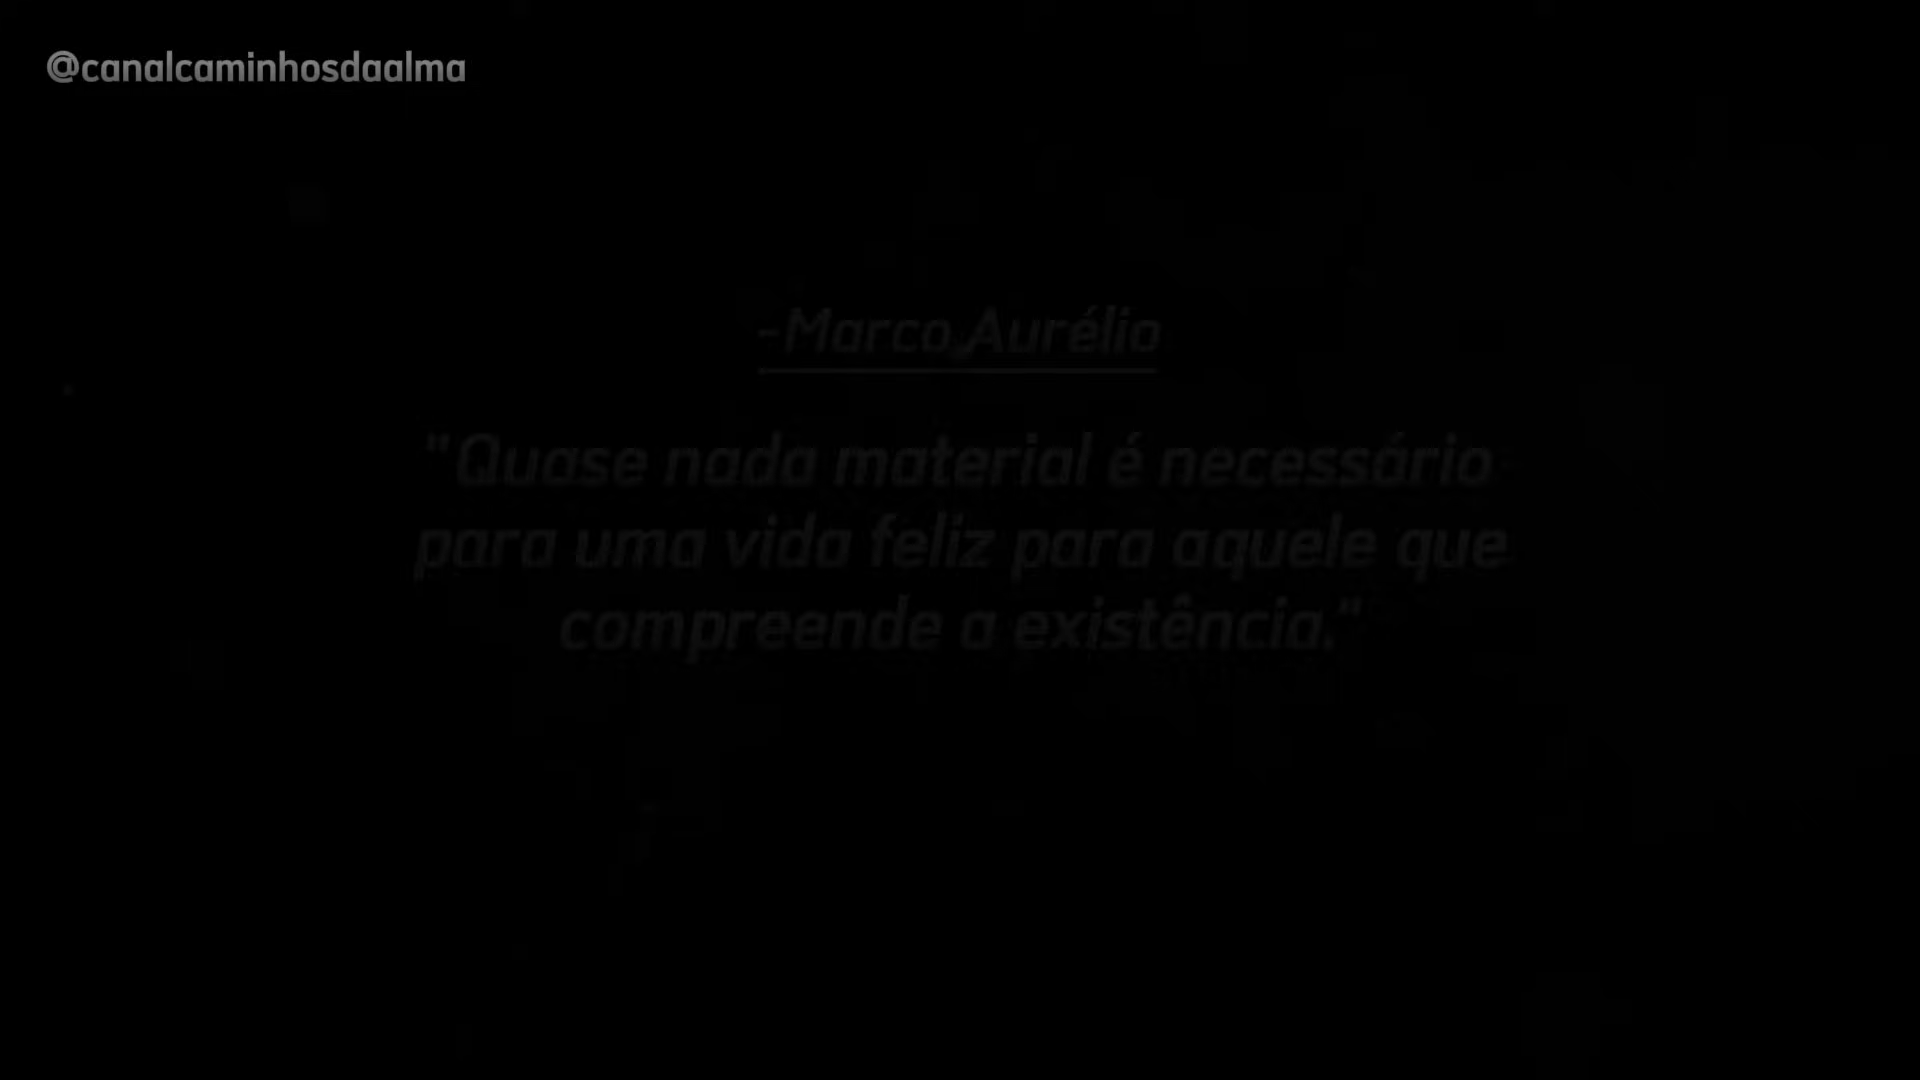 @canalcaminhosdaalma
-Marco Aurélio
"Quase nada material é necessário
para uma vida feliz para aquele que
compreende a existência."